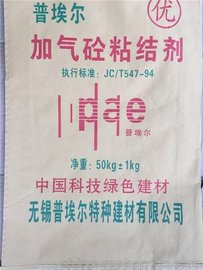 普埃尔
优
加气砼粘结剂
执行标准：JC/T547-94
pae
普埃尔
净重：50kg±1kg
中国科技绿色建材
无锡普埃尔特种建材有限公司